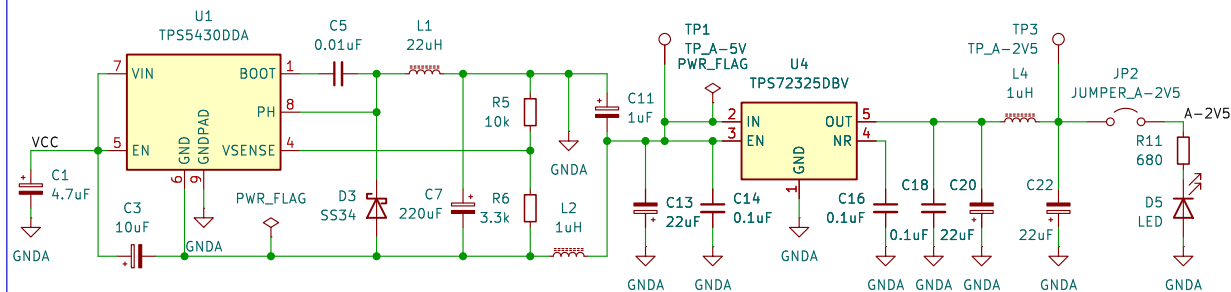 U1
TPS5430DDA
7 VIN
BOOT 1
PH 8
5 EN
VSENSE 4
GND
GNDPAD
6
9
VCC
C1
4.7uF
GNDA
C3
10uF
GNDA
PWR_FLAG
C5
0.01uF
L1
22uH
D3
SS34
C7
220uF
R5
10k
R6
3.3k
GNDA
L2
1uH
C11
1uF
TP1
TP_A-5V
PWR_FLAG
C13
22uF
GNDA
C14
0.1uF
GNDA
U4
TPS72325DBV
2 IN
3 EN
OUT 5
NR 4
GND
1
GNDA
C16
0.1uF
GNDA
C18
0.1uF
GNDA
C20
22uF
GNDA
L4
1uH
TP3
TP_A-2V5
C22
22uF
GNDA
JP2
JUMPER_A-2V5
A-2V5
R11
680
D5
LED
GNDA